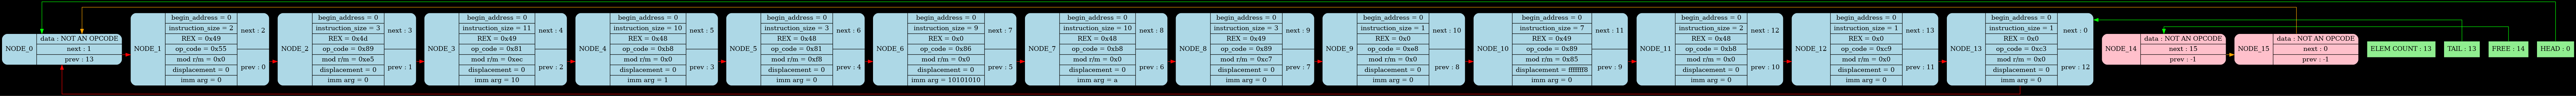 NODE_0
data : NOT AN OPCODE
next : 1
prev : 13
NODE_1
begin_address = 0
instruction_size = 2
REX = 0x49
op_code = 0x55
mod r/m = 0x0
displacement = 0
imm arg = 0
next : 2
prev : 0
NODE_2
begin_address = 0
instruction_size = 3
REX = 0x4d
op_code = 0x89
mod r/m = 0xe5
displacement = 0
imm arg = 0
next : 3
prev : 1
NODE_3
begin_address = 0
instruction_size = 11
REX = 0x49
op_code = 0x81
mod r/m = 0xec
displacement = 0
imm arg = 10
next : 4
prev : 2
NODE_4
begin_address = 0
instruction_size = 10
REX = 0x48
op_code = 0xb8
mod r/m = 0x0
displacement = 0
imm arg = 1
next : 5
prev : 3
NODE_5
begin_address = 0
instruction_size = 3
REX = 0x48
op_code = 0x81
mod r/m = 0xf8
displacement = 0
imm arg = 0
next : 6
prev : 4
NODE_6
begin_address = 0
instruction_size = 9
REX = 0x0
op_code = 0x86
mod r/m = 0x0
displacement = 0
imm arg = 10101010
next : 7
prev : 5
NODE_7
begin_address = 0
instruction_size = 10
REX = 0x48
op_code = 0xb8
mod r/m = 0x0
displacement = 0
imm arg = a
next : 8
prev : 6
NODE_8
begin_address = 0
instruction_size = 3
REX = 0x49
op_code = 0x89
mod r/m = 0xc7
displacement = 0
imm arg = 0
next : 9
prev : 7
NODE_9
begin_address = 0
instruction_size = 1
REX = 0x0
op_code = 0xe8
mod r/m = 0x0
displacement = 0
imm arg = 0
next : 10
prev : 8
NODE_10
begin_address = 0
instruction_size = 7
REX = 0x49
op_code = 0x89
mod r/m = 0x85
displacement = fffffff8
imm arg = 0
next : 11
prev : 9
NODE_11
begin_address = 0
instruction_size = 2
REX = 0x48
op_code = 0xb8
mod r/m = 0x0
displacement = 0
imm arg = 0
next : 12
prev : 10
NODE_12
begin_address = 0
instruction_size = 1
REX = 0x0
op_code = 0xc9
mod r/m = 0x0
displacement = 0
imm arg = 0
next : 13
prev : 11
NODE_13
begin_address = 0
instruction_size = 1
REX = 0x0
op_code = 0xc3
mod r/m = 0x0
displacement = 0
imm arg = 0
next : 0
prev : 12
NODE_14
data : NOT AN OPCODE
next : 15
prev : -1
NODE_15
data : NOT AN OPCODE
next : 0
prev : -1
ELEM COUNT : 13
TAIL : 13
FREE : 14
HEAD : 0